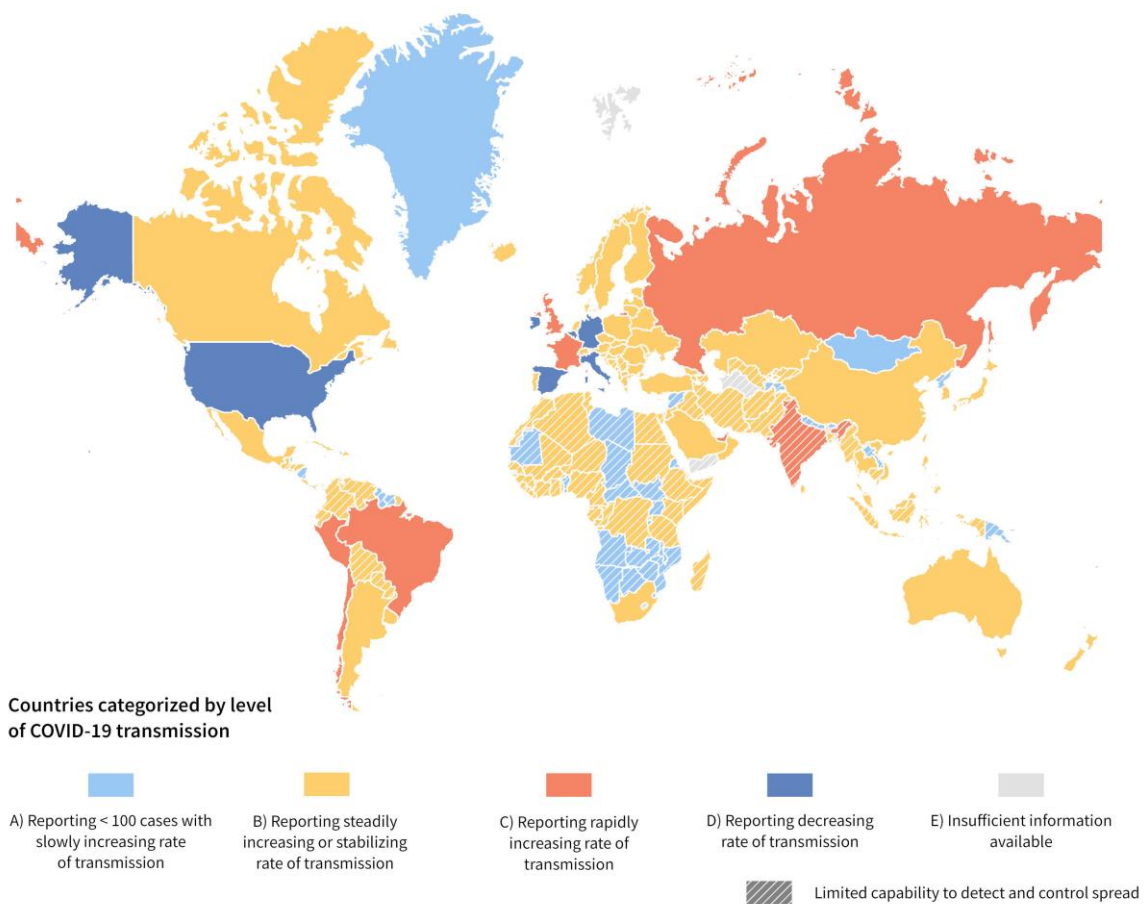 Countries categorized by level
of COVID-19 transmission
A) Reporting < 100 cases with
slowly increasing rate
of transmission
B) Reporting steadily
increasing or stabilizing
rate of transmission
C) Reporting rapidly
increasing rate of
transmission
D) Reporting decreasing
rate of transmission
E) Insufficient information
available
Limited capability to detect and control spread